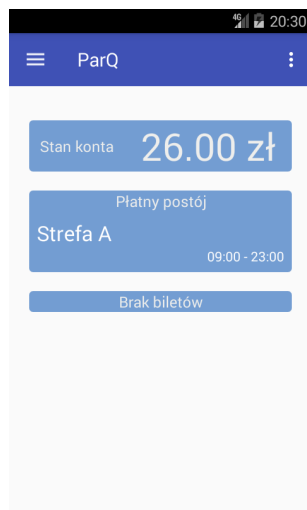 4G 20:30
ParQ
Stan konta 26.00 zł
Płatny postój
Strefa A
09:00 - 23:00
Brak biletów